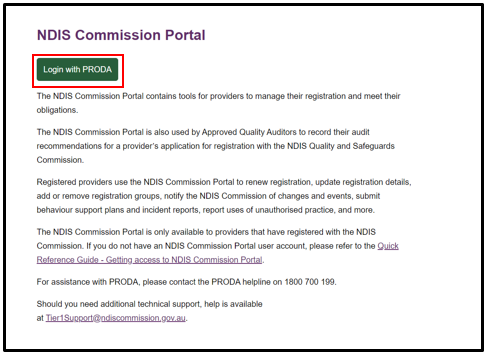 NDIS Commission Portal
Login with PRODA
The NDIS Commission Portal contains tools for providers to manage their registration and meet their
obligations.
The NDIS Commission Portal is also used by Approved Quality Auditors to record their audit
recommendations for a provider's application for registration with the NDIS Quality and Safeguards
Commission.
Registered providers use the NDIS Commission Portal to renew registration, update registration details,
add or remove registration groups, notify the NDIS Commission of changes and events, submit
behaviour support plans and incident reports, report uses of unauthorised practice, and more.
The NDIS Commission Portal is only available to providers that have registered with the NDIS
Commission. If you do not have an NDIS Commission Portal user account, please refer to the Quick
Reference Guide - Getting access to NDIS Commission Portal.
For assistance with PRODA, please contact the PRODA helpline on 1800 700 199.
Should you need additional technical support, help is available
at Tier1Support@ndiscommission.gov.au.